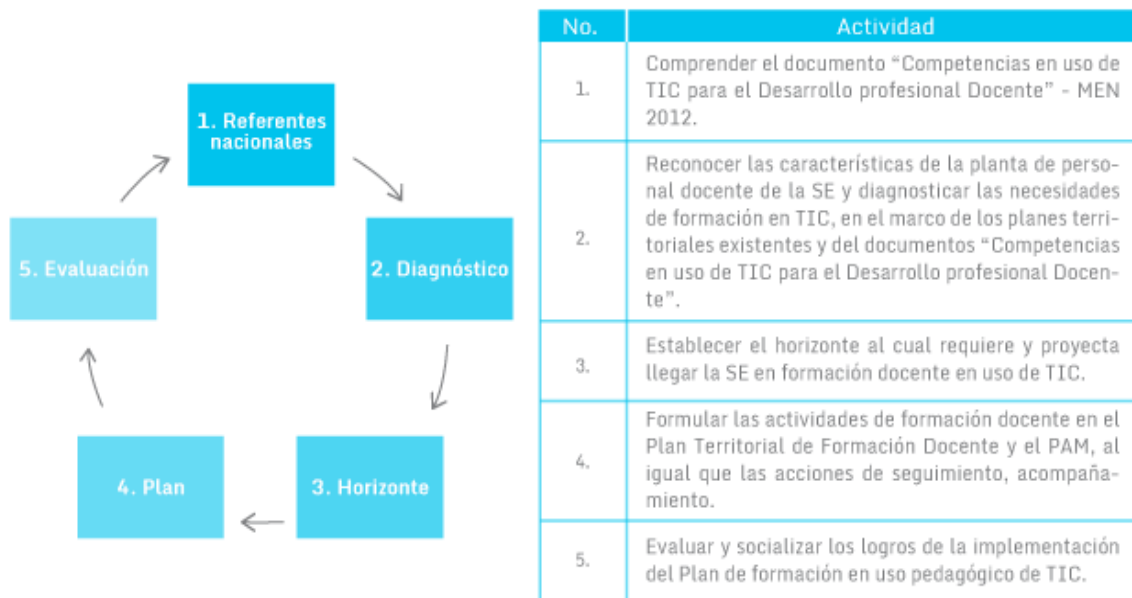 1. Referentes
nacionales
2. Diagnóstico
3. Horizonte
4. Plan
5. Evaluación
No. Actividad
1. Comprender el documento “Competencias en uso de
TIC para el Desarrollo profesional Docente” - MEN
2012.
2. Reconocer las características de la planta de perso-
nal docente de la SE y diagnosticar las necesidades
de formación en TIC, en el marco de los planes terri-
toriales existentes y del documentos “Competencias
en uso de TIC para el Desarrollo profesional Docen-
te”.
3. Establecer el horizonte al cual requiere y proyecta
llegar la SE en formación docente en uso de TIC.
4. Formular las actividades de formación docente en el
Plan Territorial de Formación Docente y el PAM, al
igual que las acciones de seguimiento, acompaña-
miento.
5. Evaluar y socializar los logros de la implementación
del Plan de formación en uso pedagógico de TIC.